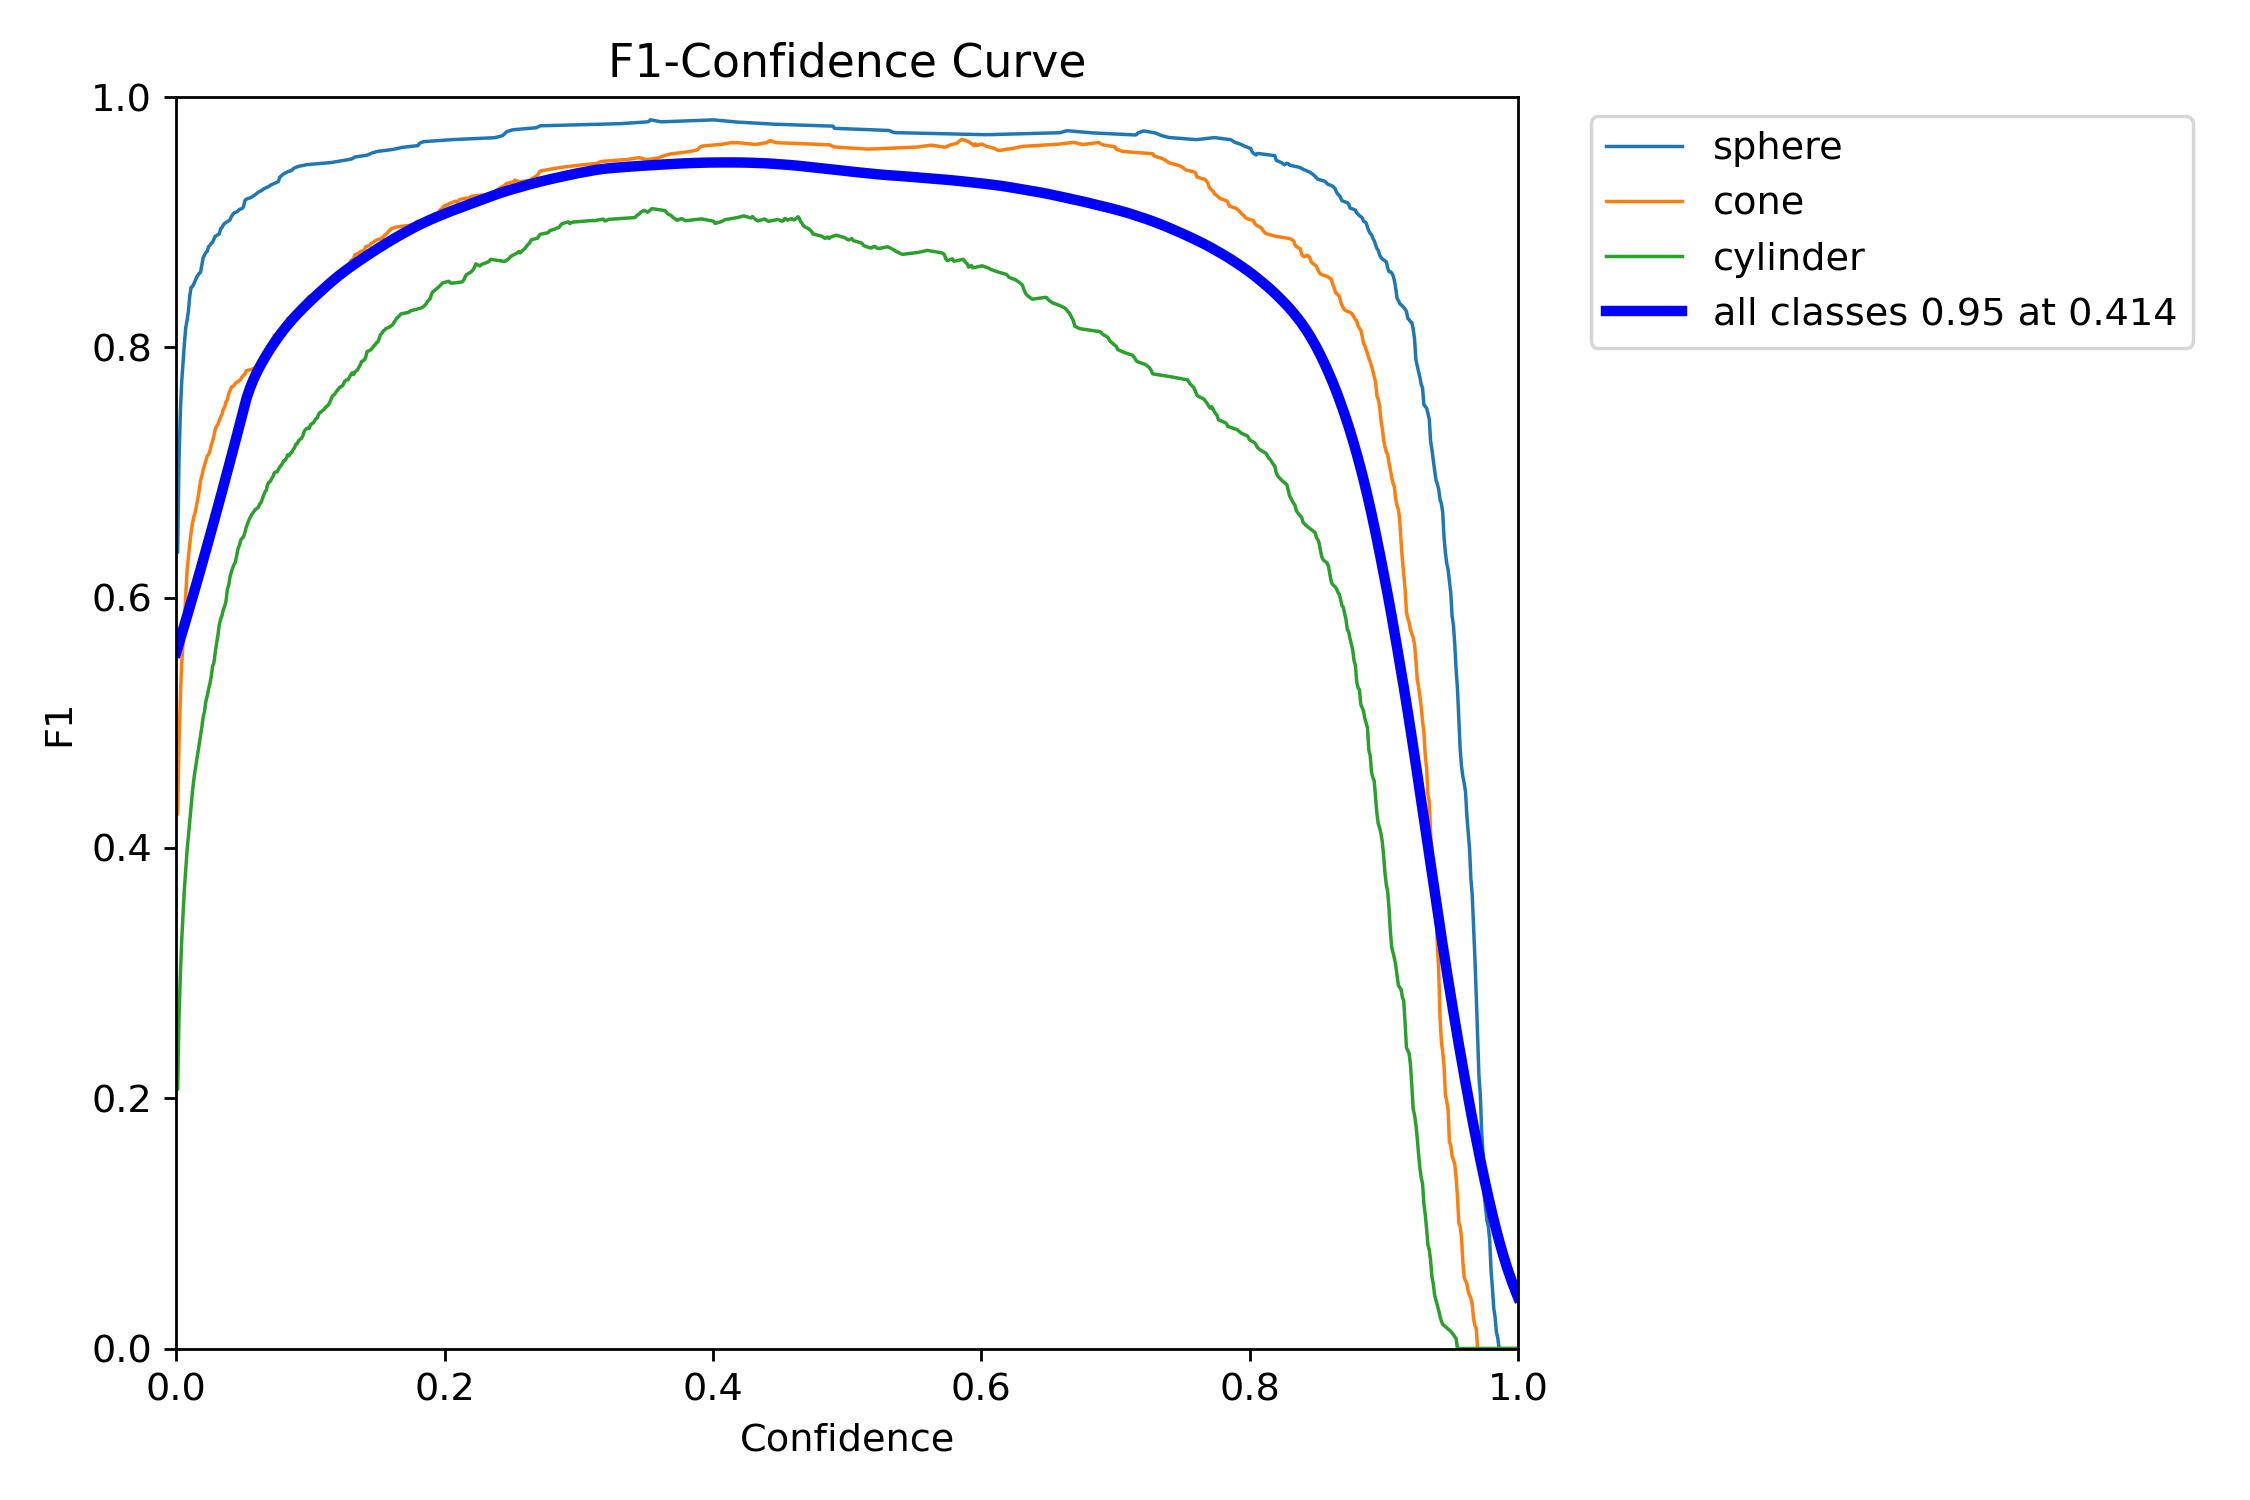 F1-Confidence Curve
1.0
0.8
0.6
0.4
0.2
0.0
F1
0.0 0.2 0.4 0.6 0.8 1.0
Confidence
sphere
cone
cylinder
all classes 0.95 at 0.414